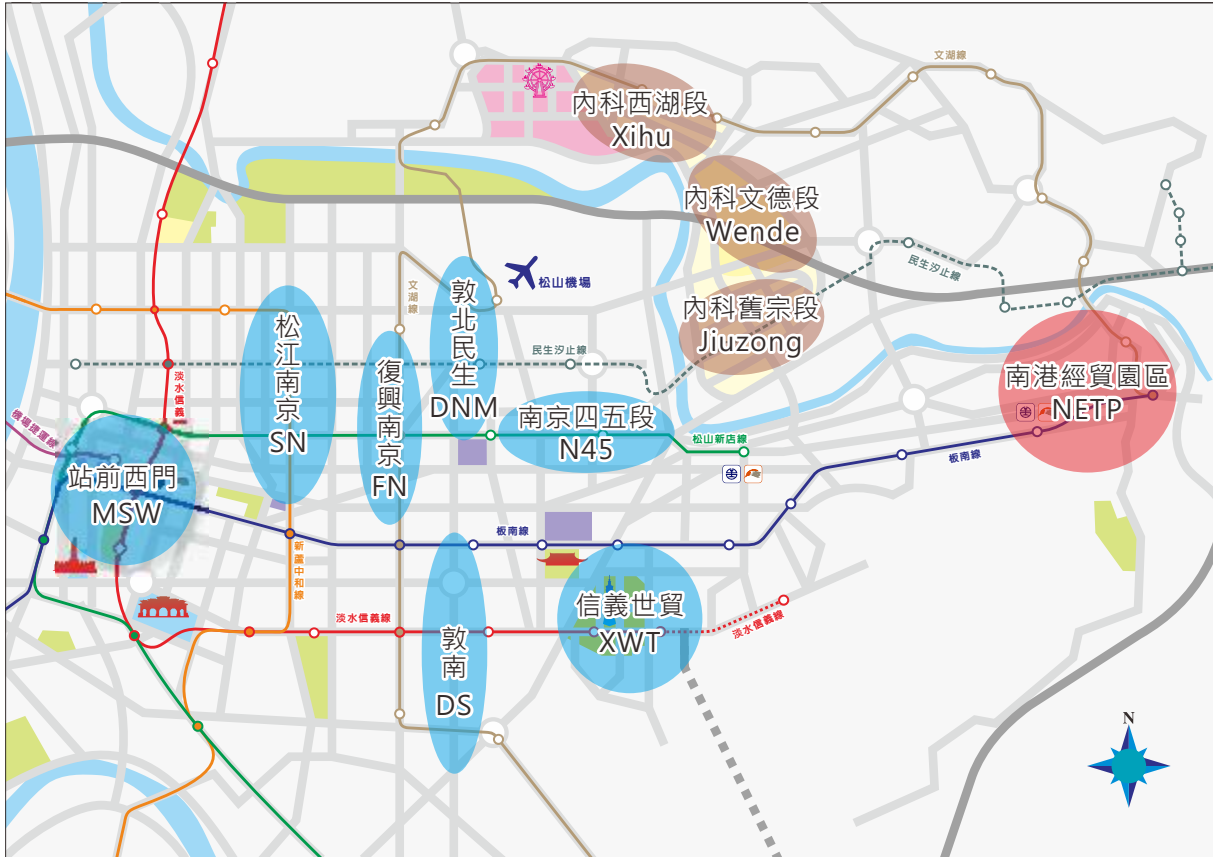 文湖線
內科西湖段
Xihu
內科文德段
Wende
民生汐止線
松山機場
文湖線
敦北民生
DNM
內科舊宗段
Jiuzong
松江南京
SN
復興南京
FN
民生汐止線
淡水信義線
南港經貿園區
NETP
機場捷運線
南京四五段
N45
松山新店線
板南線
站前西門
MSW
板南線
新蘆中和線
信義世貿
XWT
淡水信義線
淡水信義線
敦南
DS
N